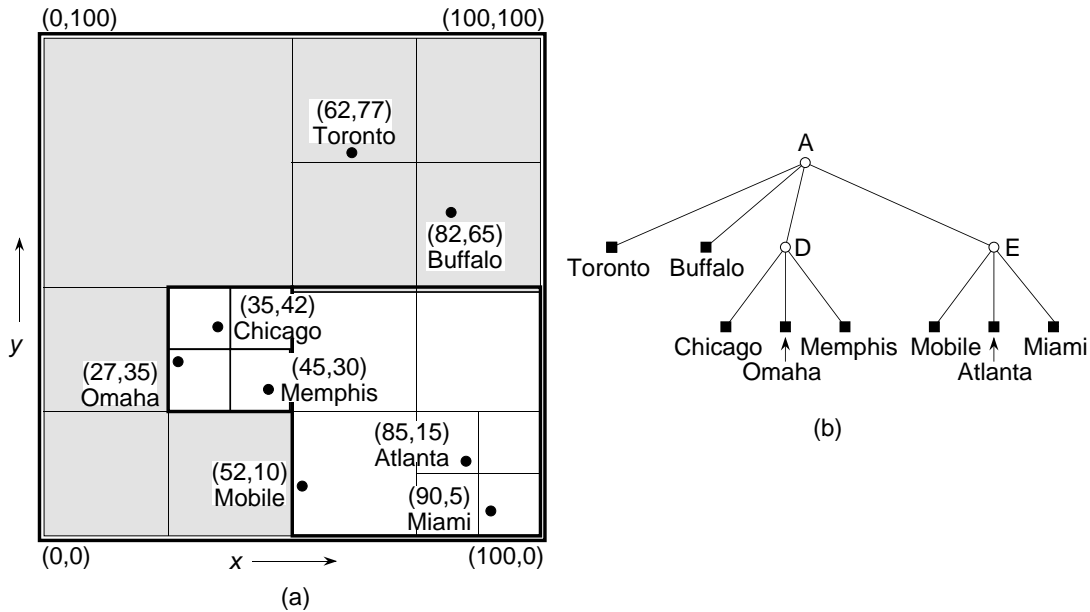 (0,100)
(100,100)
(62,77)
Toronto
(82,65)
Buffalo
(35,42)
Chicago
(27,35)
Omaha
(45,30)
Memphis
(85,15)
Atlanta
(52,10)
Mobile
(90,5)
Miami
y
(0,0)
x
(100,0)
(a)
A
Toronto
Buffalo
D
E
Chicago
Omaha
Memphis
Mobile
Atlanta
Miami
(b)